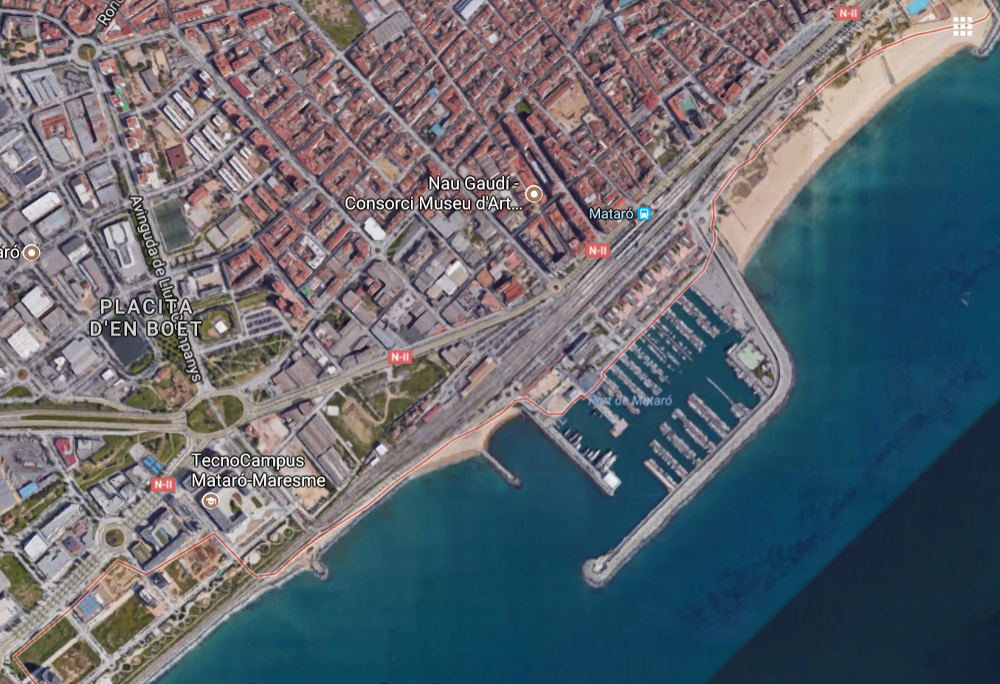 N-II
Nau Gaudí -
Consorci Museu d'Art...
Mataró
N-II
Avinguda de Lluís Companys
aró
PLACITA
D'EN BOET
N-II
Port de Mataró
TecnoCampus
Mataró-Maresme
N-II